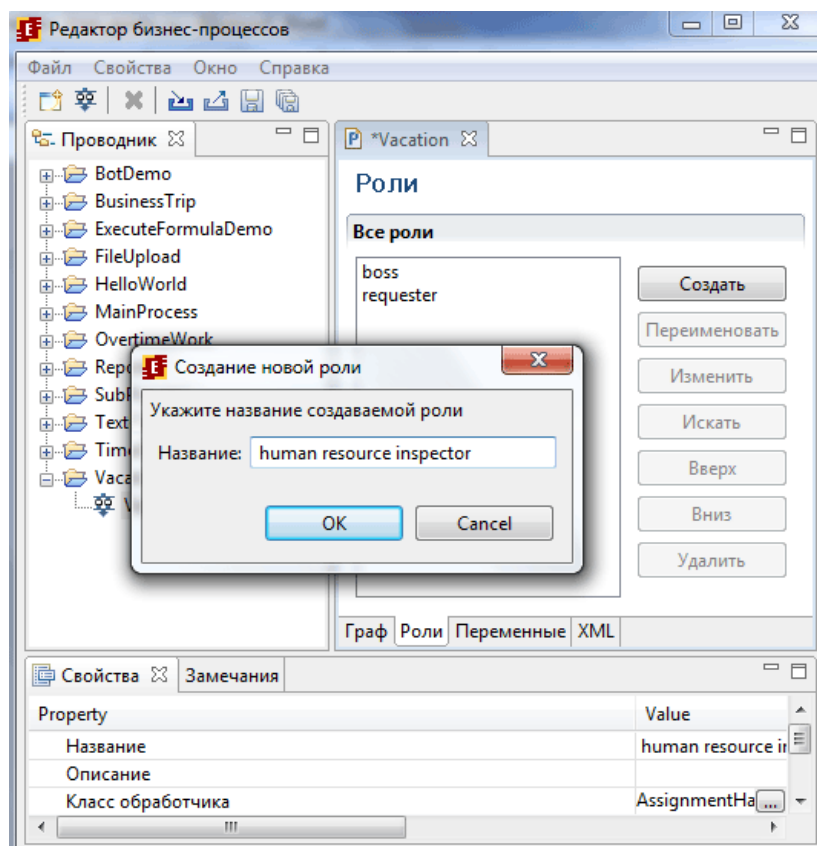 Редактор бизнес-процессов
Файл Свойства Окно Справка
Проводник
BotDemo
BusinessTrip
ExecuteFormulaDemo
FileUpload
HelloWorld
MainProcess
OvertimeWork
*Vacation
Роли
Все роли
boss
requester
Создать
Переименовать
Изменить
Искать
Вверх
Вниз
Удалить
Создание новой роли
Укажите название создаваемой роли
Название: human resource inspector
OK Cancel
Граф Роли Переменные XML
Свойства Замечания
Property Value
Название human resource
Описание
Класс обработчика AssignmentHa ...